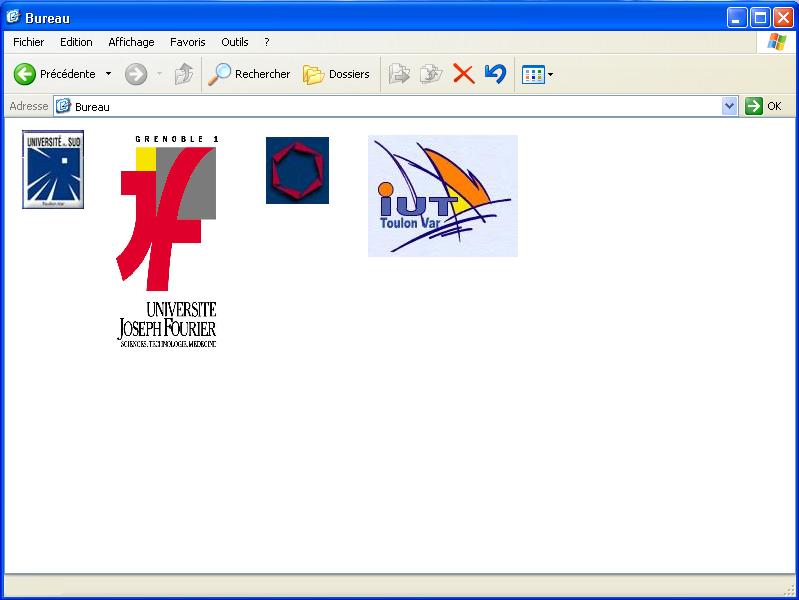 Bureau
Fichier Edition Affichage Favoris Outils ?
Précédente Rechercher Dossiers
Adresse Bureau OK
UNIVERSITÉ DU SUD
Toulon Var
GRENOBLE 1
UNIVERSITE
JOSEPH FOURIER
SCIENCES. TECHNOLOGIE. MEDECINE
iUT
Toulon Var